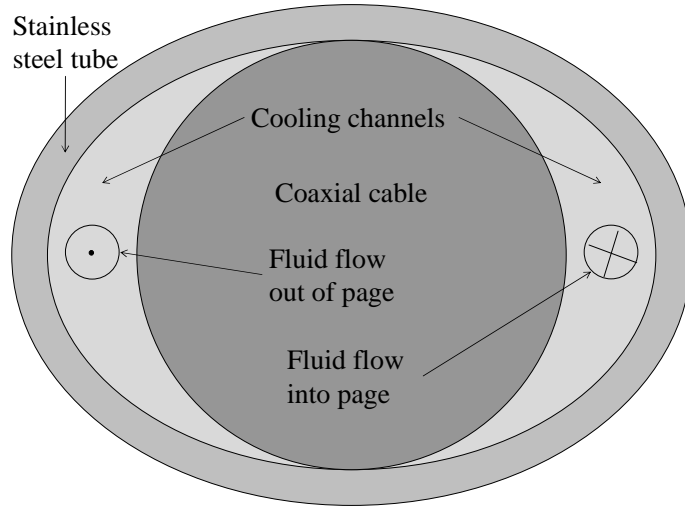 Stainless
steel tube
Cooling channels
Coaxial cable
Fluid flow
out of page
Fluid flow
into page